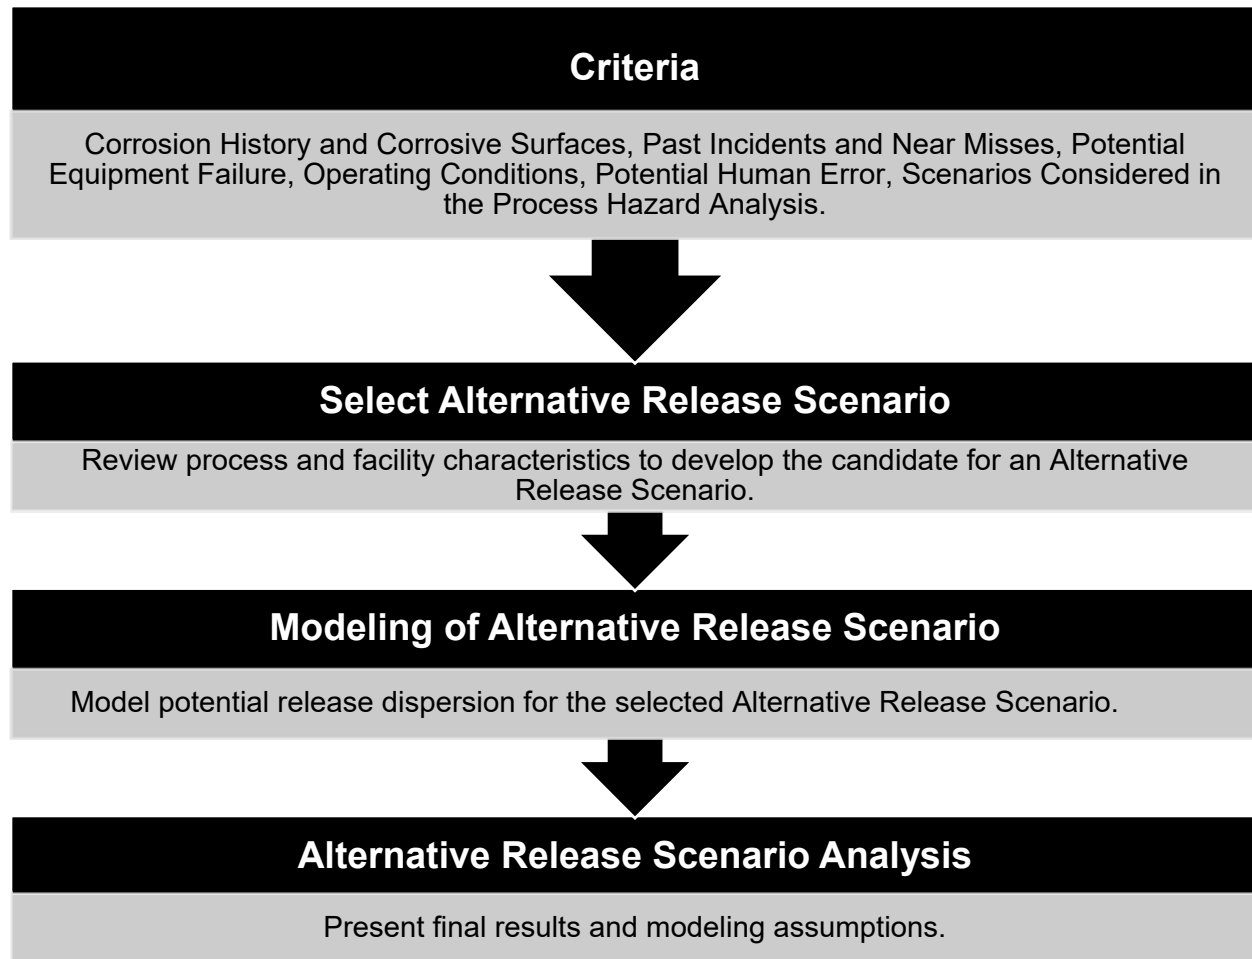 Criteria
Corrosion History and Corrosive Surfaces, Past Incidents and Near Misses, Potential
Equipment Failure, Operating Conditions, Potential Human Error, Scenarios Considered in
the Process Hazard Analysis.
Select Alternative Release Scenario
Review process and facility characteristics to develop the candidate for an Alternative
Release Scenario.
Modeling of Alternative Release Scenario
Model potential release dispersion for the selected Alternative Release Scenario.
Alternative Release Scenario Analysis
Present final results and modeling assumptions.